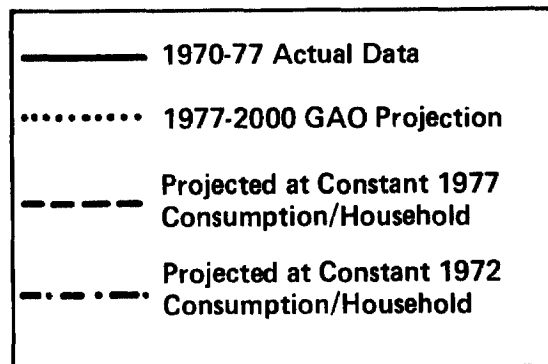 1970-77 Actual Data
1977-2000 GAO Projection
Projected at Constant 1977
Consumption/Household
Projected at Constant 1972
Consumption/Household